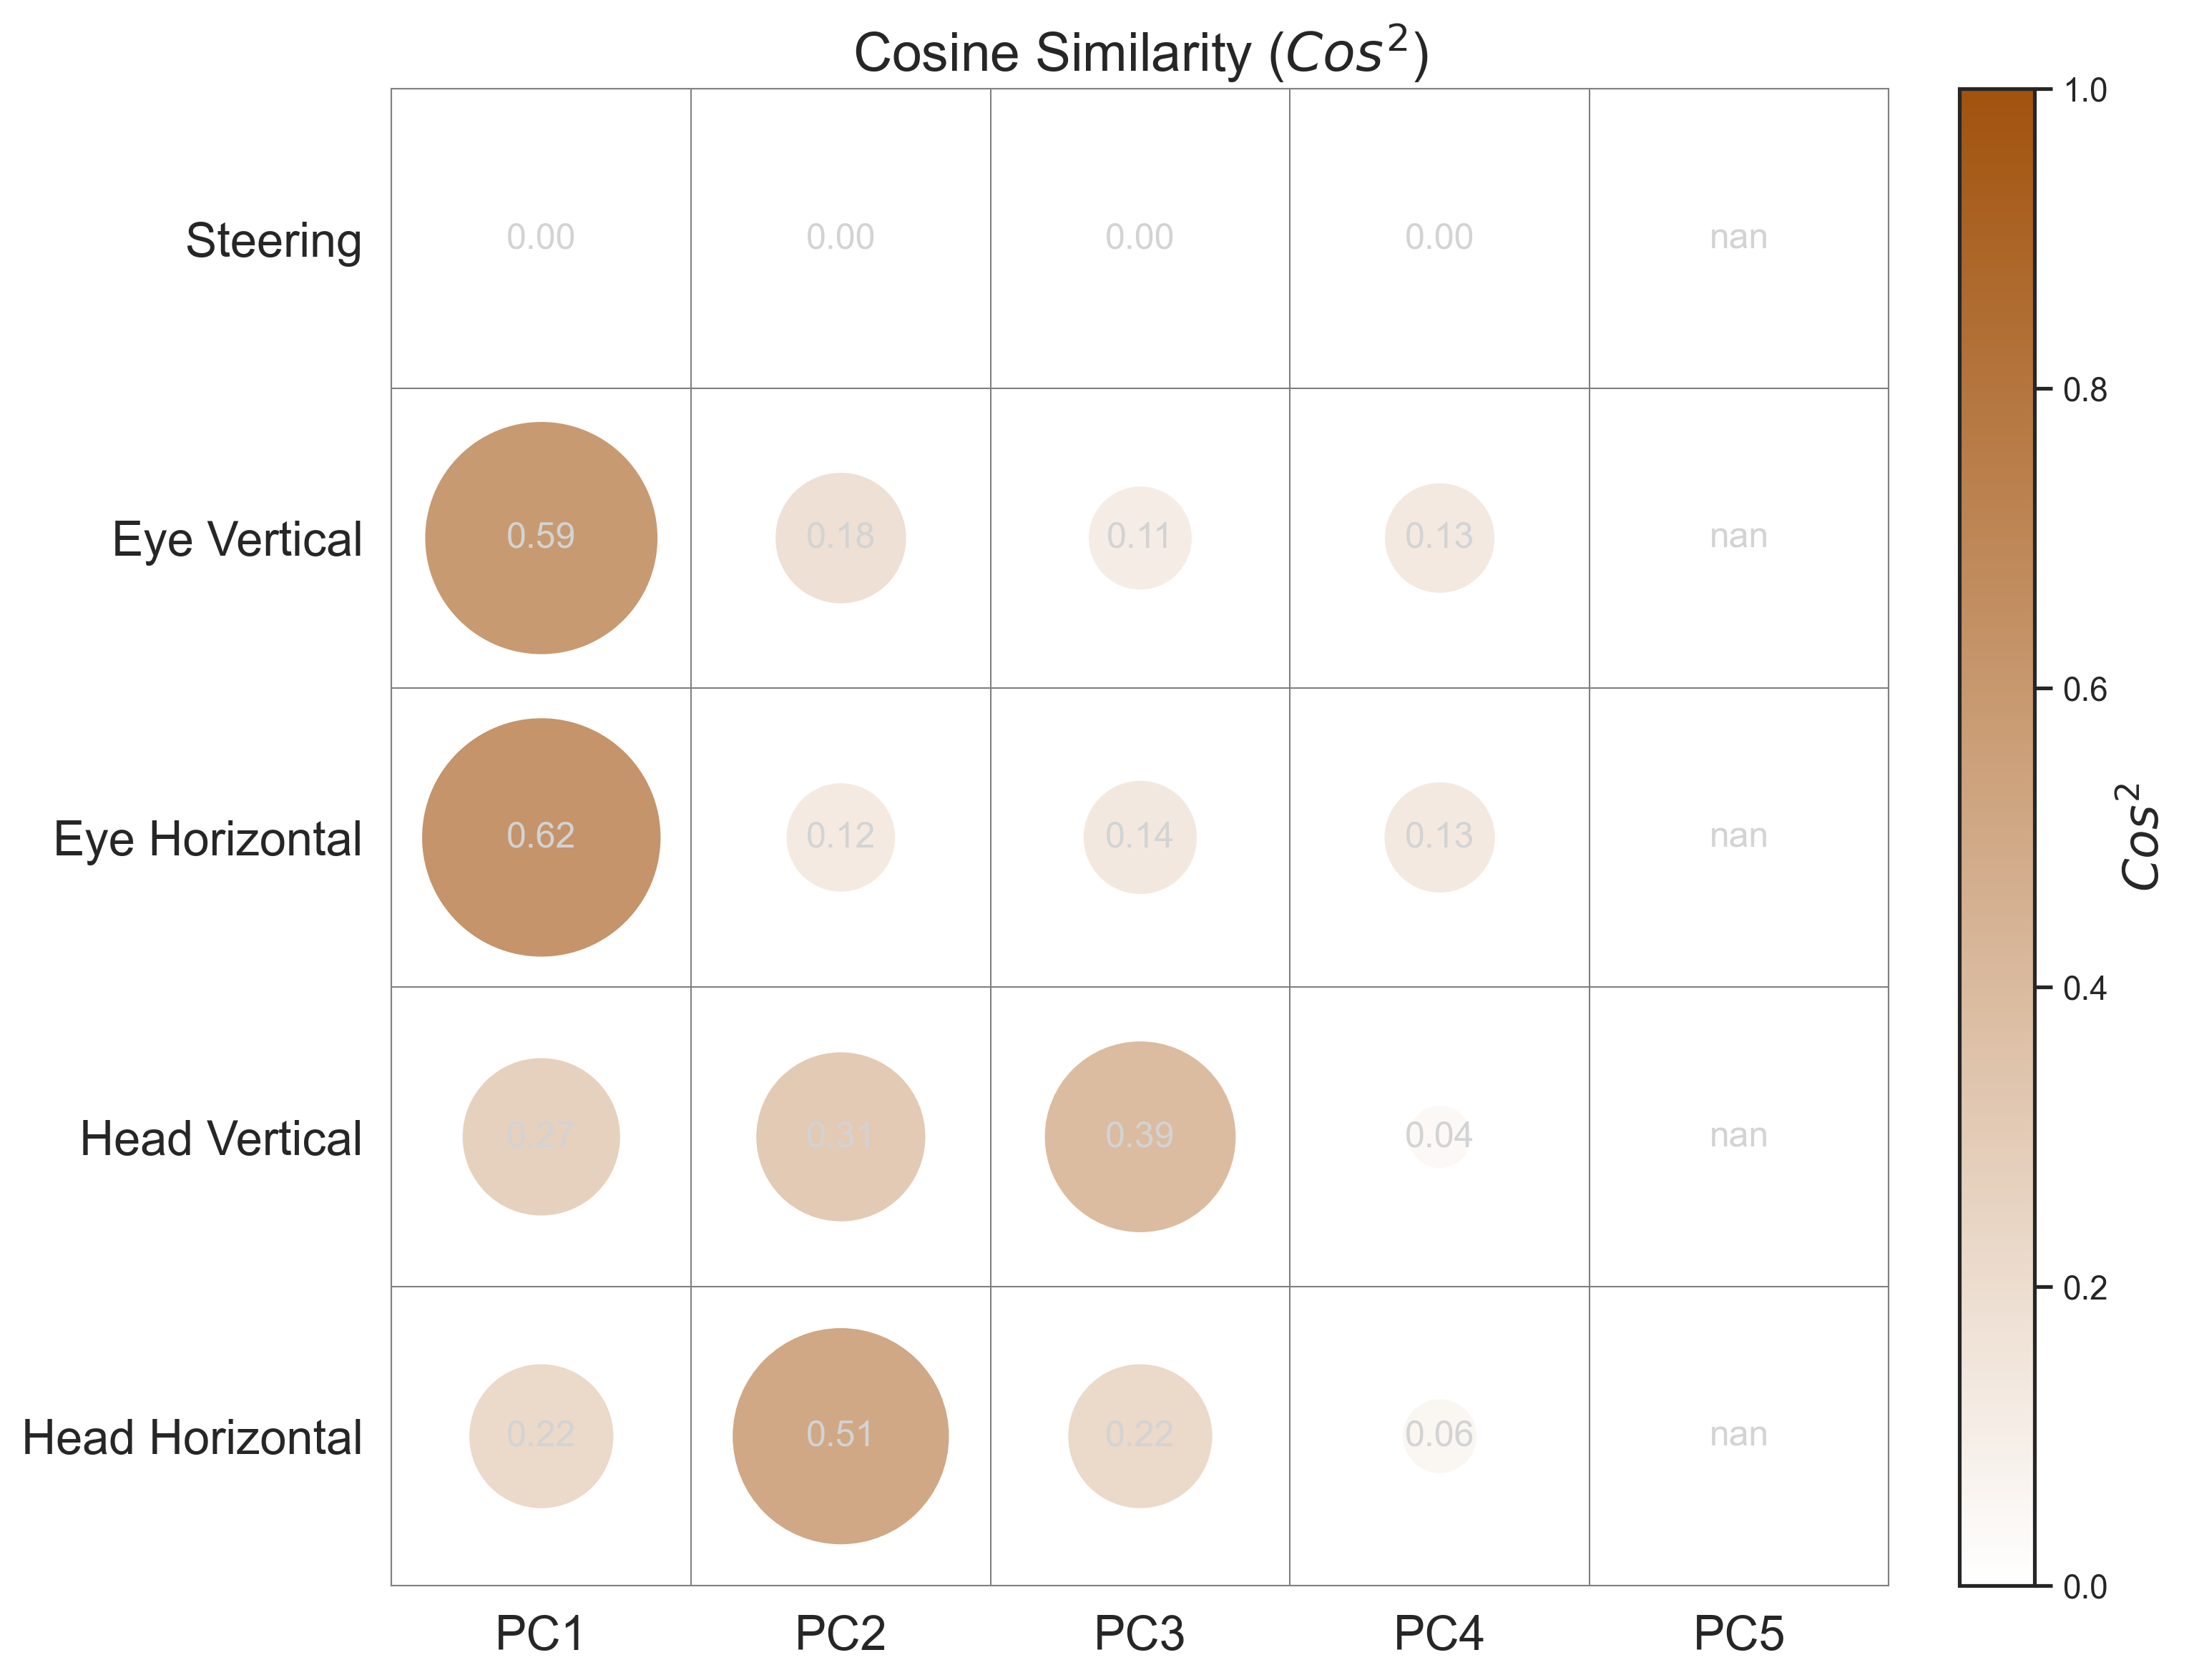 Cosine Similarity (Cos²)
Steering 0.00 0.00 0.00 0.00 nan
Eye Vertical 0.59 0.18 0.11 0.13 nan
Eye Horizontal 0.62 0.12 0.14 0.13 nan
Head Vertical 0.27 0.31 0.39 0.04 nan
Head Horizontal 0.22 0.51 0.22 0.06 nan
PC1 PC2 PC3 PC4 PC5
1.0
0.8
0.6
0.4
0.2
0.0
Cos²